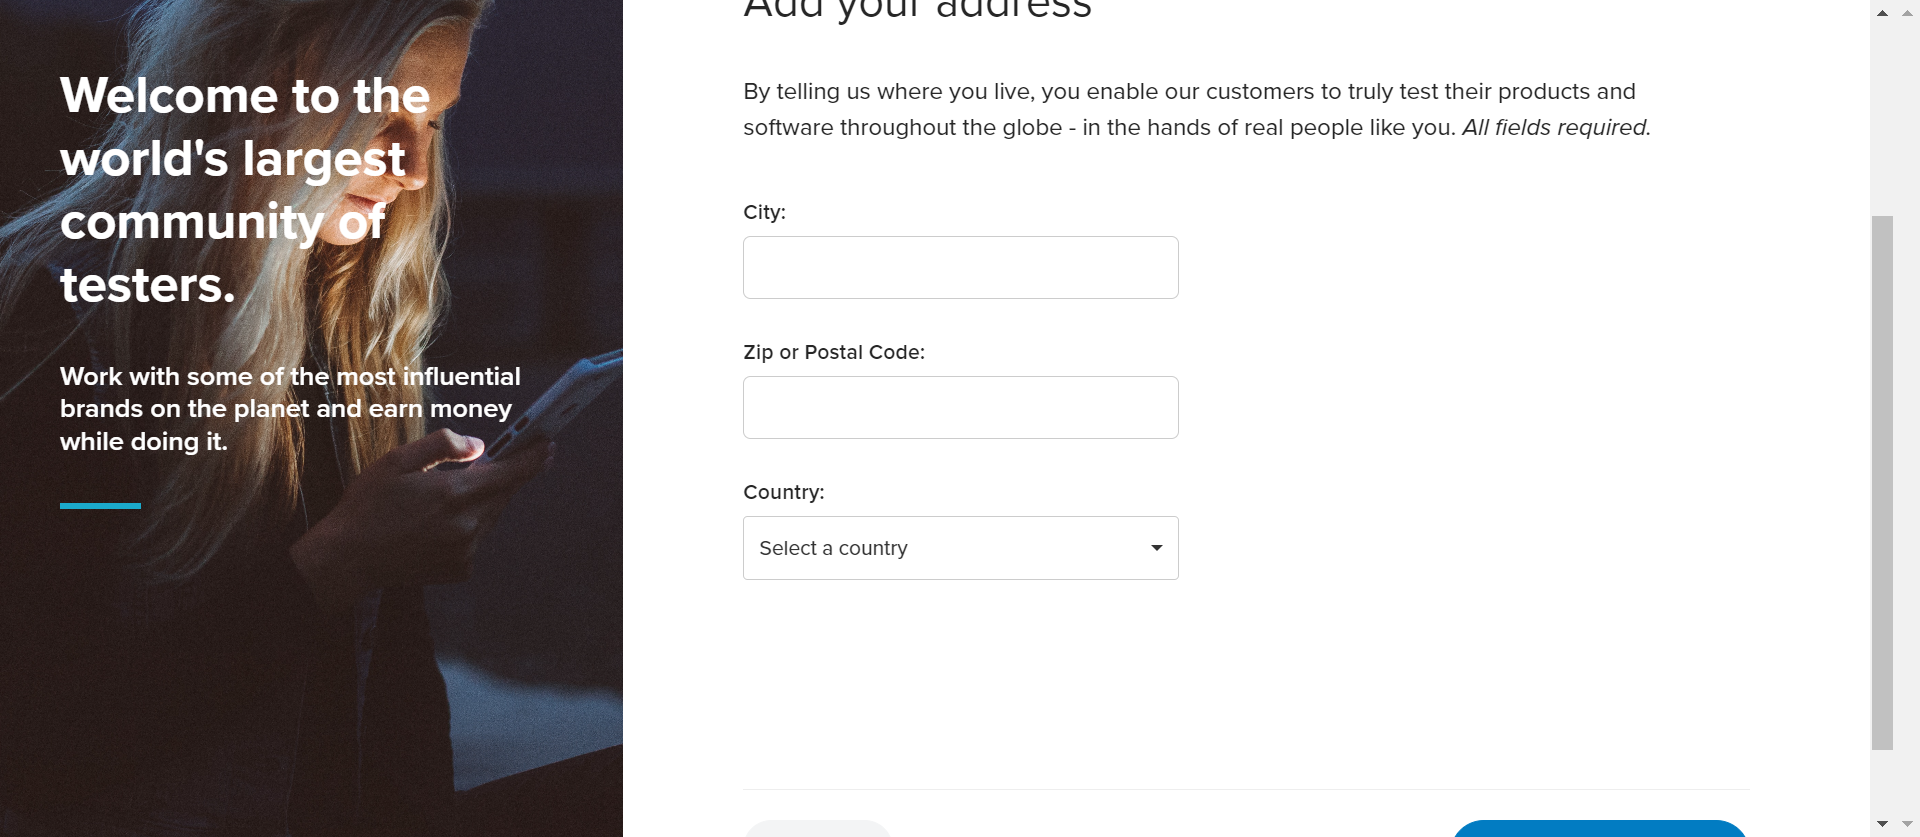 Welcome to the
world's largest
community of
testers.
Work with some of the most influential
brands on the planet and earn money
while doing it.
Add your address
By telling us where you live, you enable our customers to truly test their products and
software throughout the globe - in the hands of real people like you. All fields required.
City:
Zip or Postal Code:
Country:
Select a country